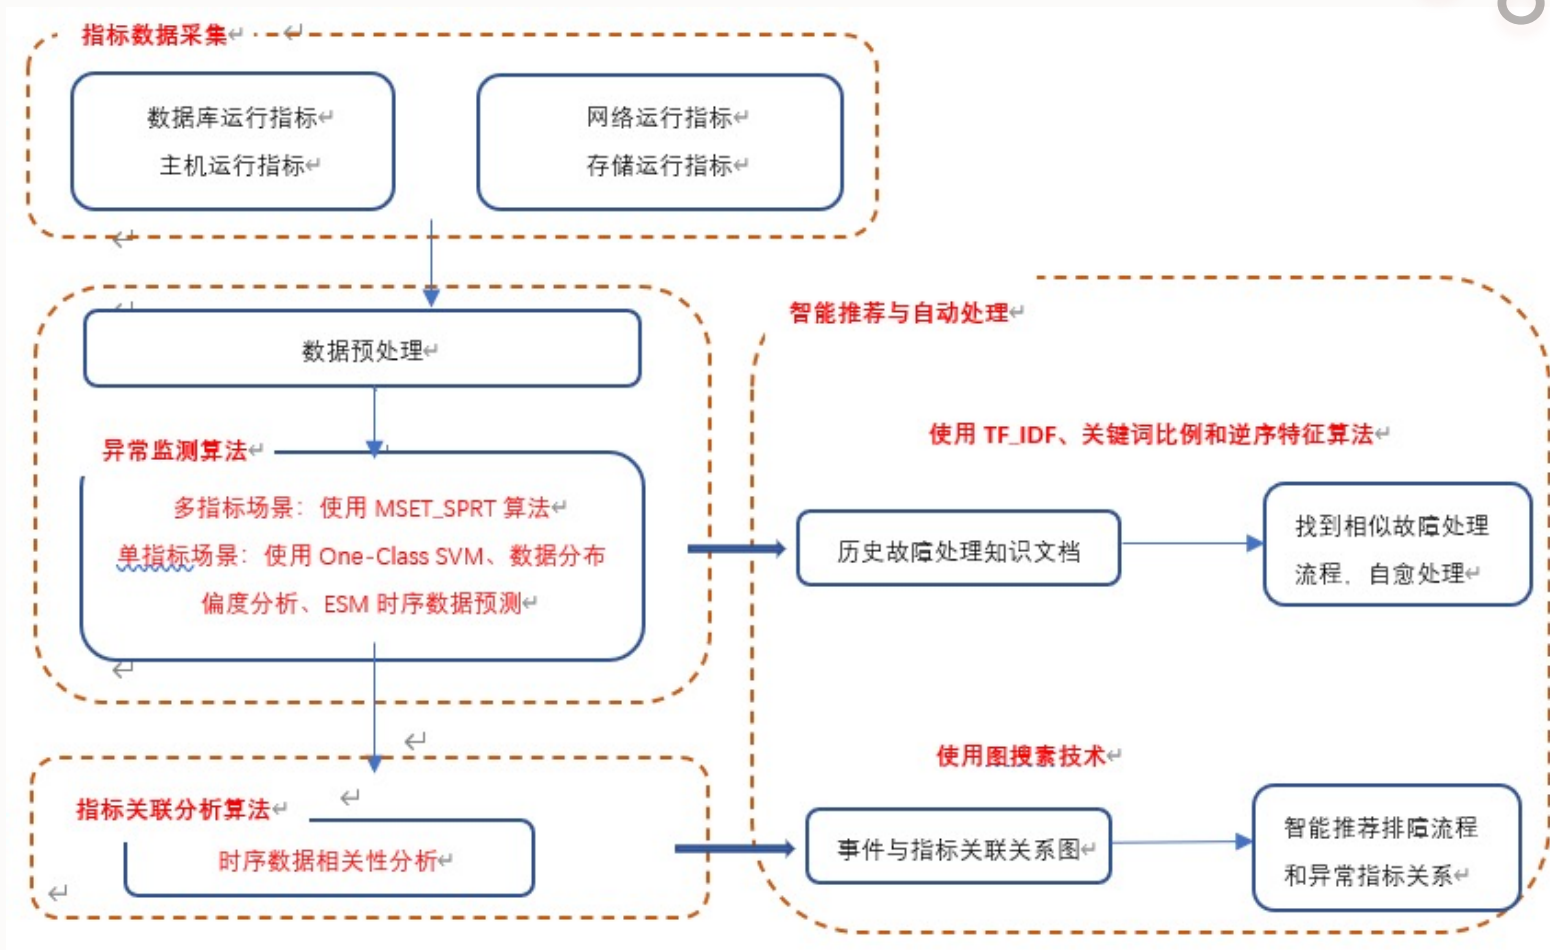 指标数据采集
数据库运行指标
主机运行指标
网络运行指标
存储运行指标
数据预处理
异常监测算法
多指标场景：使用 MSET_SPRT 算法
单指标场景：使用 One-Class SVM、数据分布
偏度分析、ESM 时序数据预测
指标关联分析算法
时序数据相关性分析
智能推荐与自动处理
使用 TF_IDF、关键词比例和逆序特征算法
历史故障处理知识文档
找到相似故障处理
流程，自愈处理
使用图搜素技术
事件与指标关联关系图
智能推荐排障流程
和异常指标关系